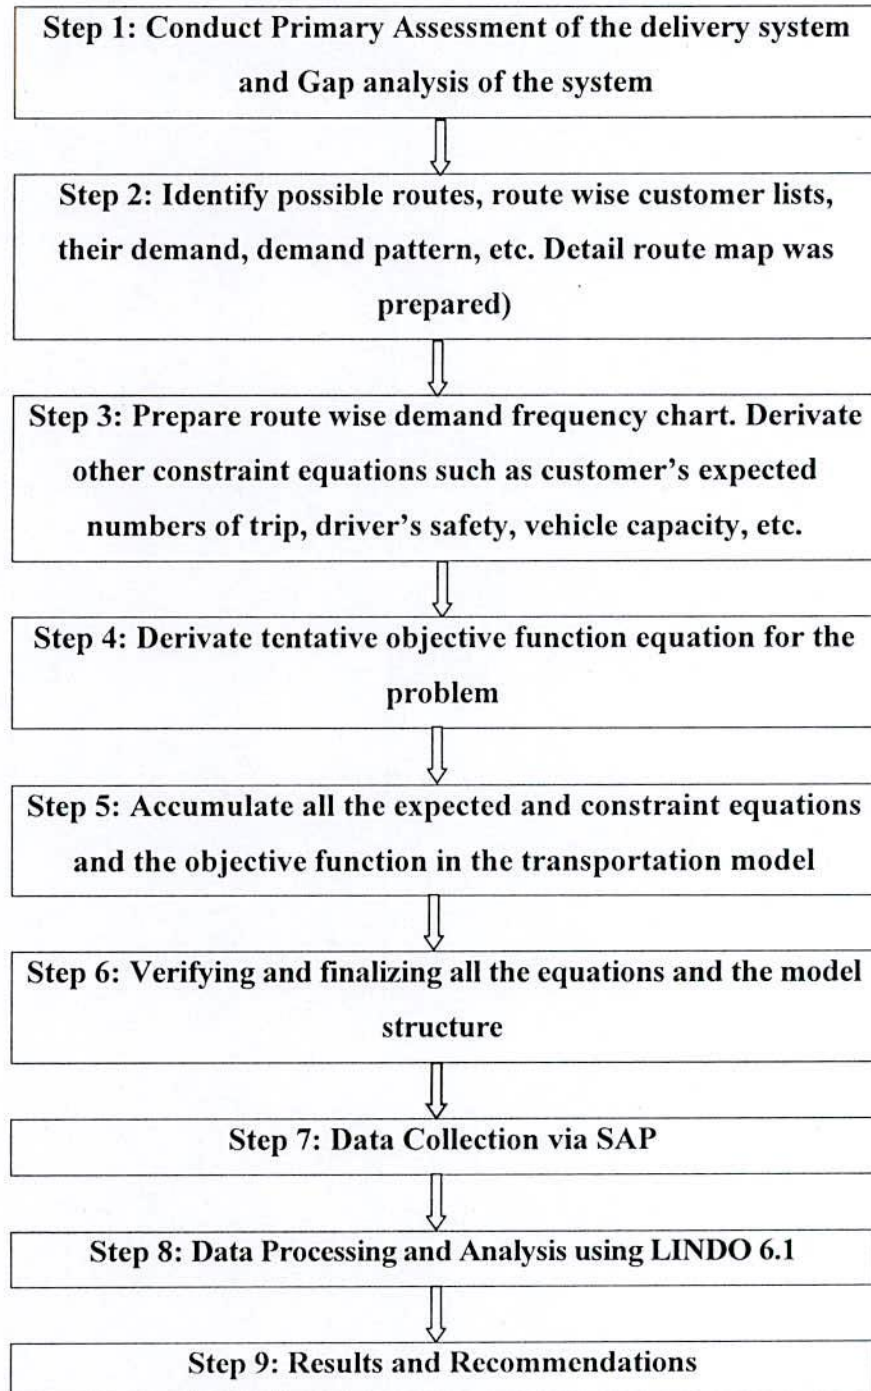 Step 1: Conduct Primary Assessment of the delivery system
and Gap analysis of the system
Step 2: Identify possible routes, route wise customer lists,
their demand, demand pattern, etc. Detail route map was
prepared)
Step 3: Prepare route wise demand frequency chart. Derivate
other constraint equations such as customer's expected
numbers of trip, driver's safety, vehicle capacity, etc.
Step 4: Derivate tentative objective function equation for the
problem
Step 5: Accumulate all the expected and constraint equations
and the objective function in the transportation model
Step 6: Verifying and finalizing all the equations and the model
structure
Step 7: Data Collection via SAP
Step 8: Data Processing and Analysis using LINDO 6.1
Step 9: Results and Recommendations